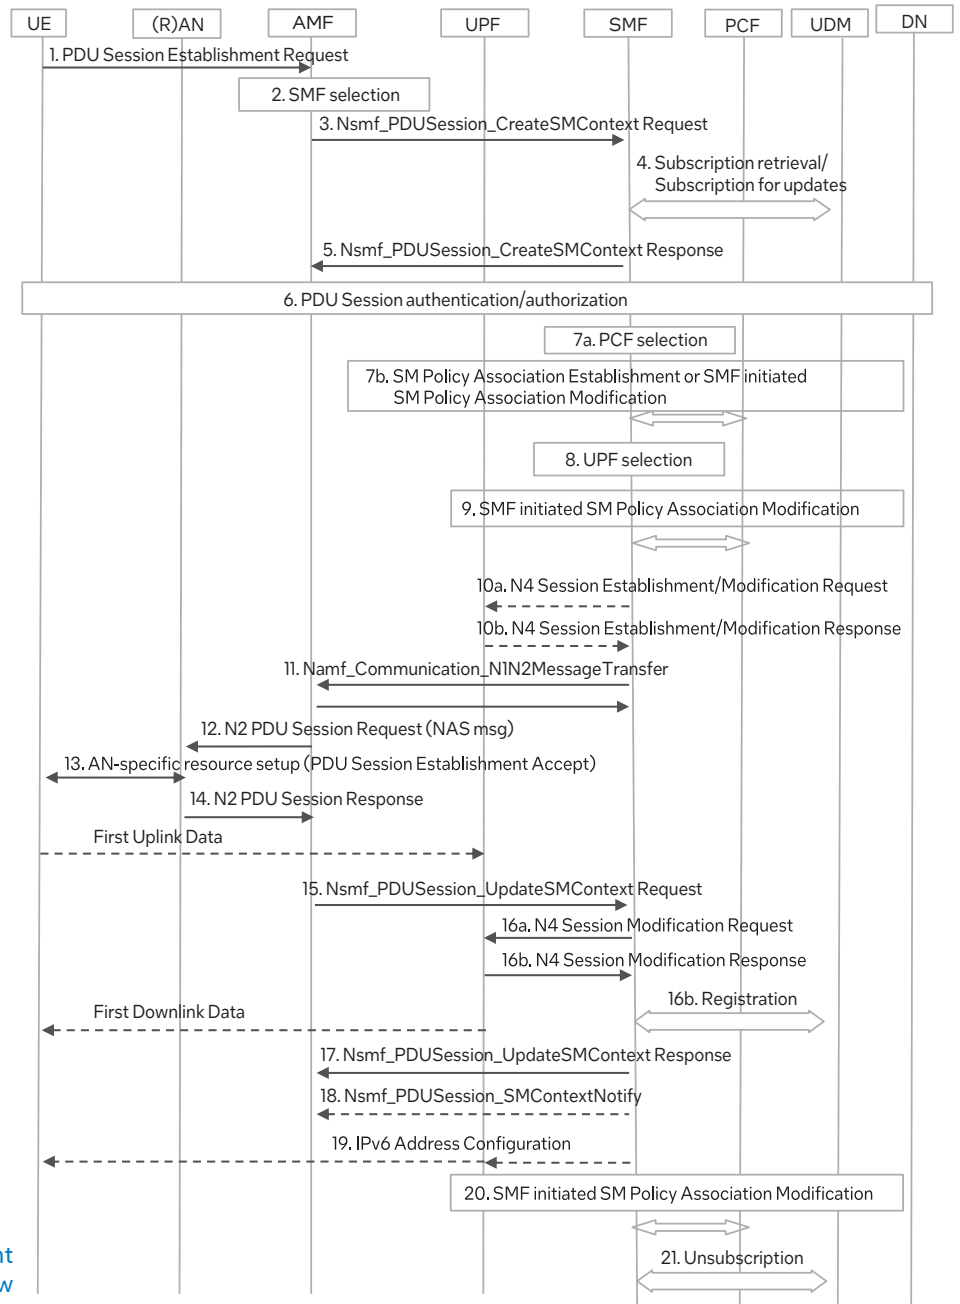 UE
(R)AN
AMF
UPF
SMF
PCF
UDM
DN
1. PDU Session Establishment Request
2. SMF selection
3. Nsmf_PDUSession_CreateSMContext Request
4. Subscription retrieval/
Subscription for updates
5. Nsmf_PDUSession_CreateSMContext Response
6. PDU Session authentication/authorization
7a. PCF selection
7b. SM Policy Association Establishment or SMF initiated
SM Policy Association Modification
8. UPF selection
9. SMF initiated SM Policy Association Modification
10a. N4 Session Establishment/Modification Request
10b. N4 Session Establishment/Modification Response
11. Namf_Communication_N1N2MessageTransfer
12. N2 PDU Session Request (NAS msg)
13. AN-specific resource setup (PDU Session Establishment Accept)
14. N2 PDU Session Response
First Uplink Data
15. Nsmf_PDUSession_UpdateSMContext Request
16a. N4 Session Modification Request
16b. N4 Session Modification Response
16b. Registration
First Downlink Data
17. Nsmf_PDUSession_UpdateSMContext Response
18. Nsmf_PDUSession_SMContextNotify
19. IPv6 Address Configuration
20. SMF initiated SM Policy Association Modification
21. Unsubscription